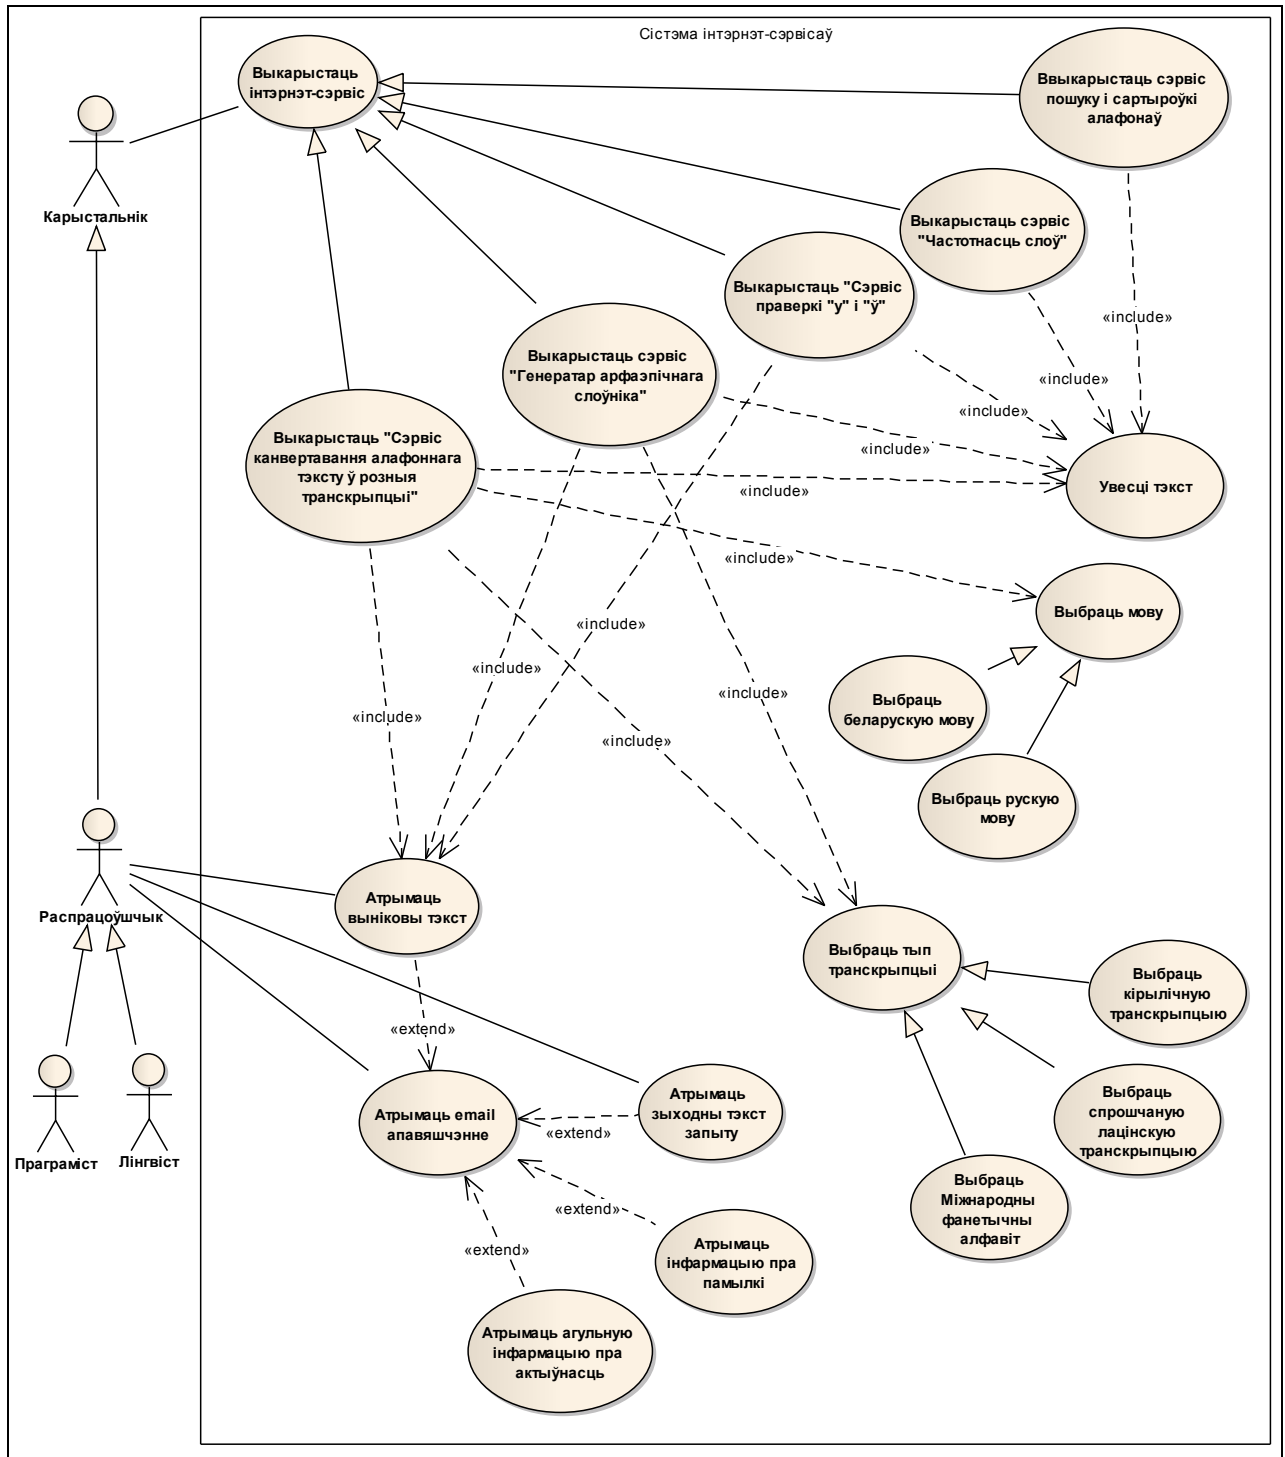 Сістэма інтэрнэт-сэрвісаў
Выкарыстаць
інтэрнэт-сэрвіс
Ввыкарыстаць сэрвіс
пошуку і сартыроўкі
алафонаў
Карыстальнік
Выкарыстаць сэрвіс
"Частотнасць слоў"
Выкарыстаць "Сэрвіс
праверкі "у" і "ў"
«include»
Выкарыстаць сэрвіс
"Генератар арфаэпічнага
слоўніка"
«include»
«include»
Выкарыстаць "Сэрвіс
канвертавання алафоннага
тэксту ў розныя
транскрыпцыі"
«include»
«include»
Увесці тэкст
«include»
Выбраць мову
«include»
«include»
«include»
«include»
«include»
Выбраць
беларускую мову
Выбраць рускую
мову
Распрацоўшчык
Атрымаць
выніковы тэкст
Выбраць тып
транскрыпцыі
Выбраць
кірылічную
транскрыпцыю
«extend»
Праграміст
Лінгвіст
Атрымаць email
апавяшчэнне
«extend»
Атрымаць
зыходны тэкст
запыту
Выбраць
спрошчаную
лацінскую
транскрыпцыю
Выбраць
Міжнародны
фанетычны
алфавіт
«extend»
«extend»
Атрымаць
інфармацыю пра
памылкі
Атрымаць агульную
інфармацыю пра
актыўнасць